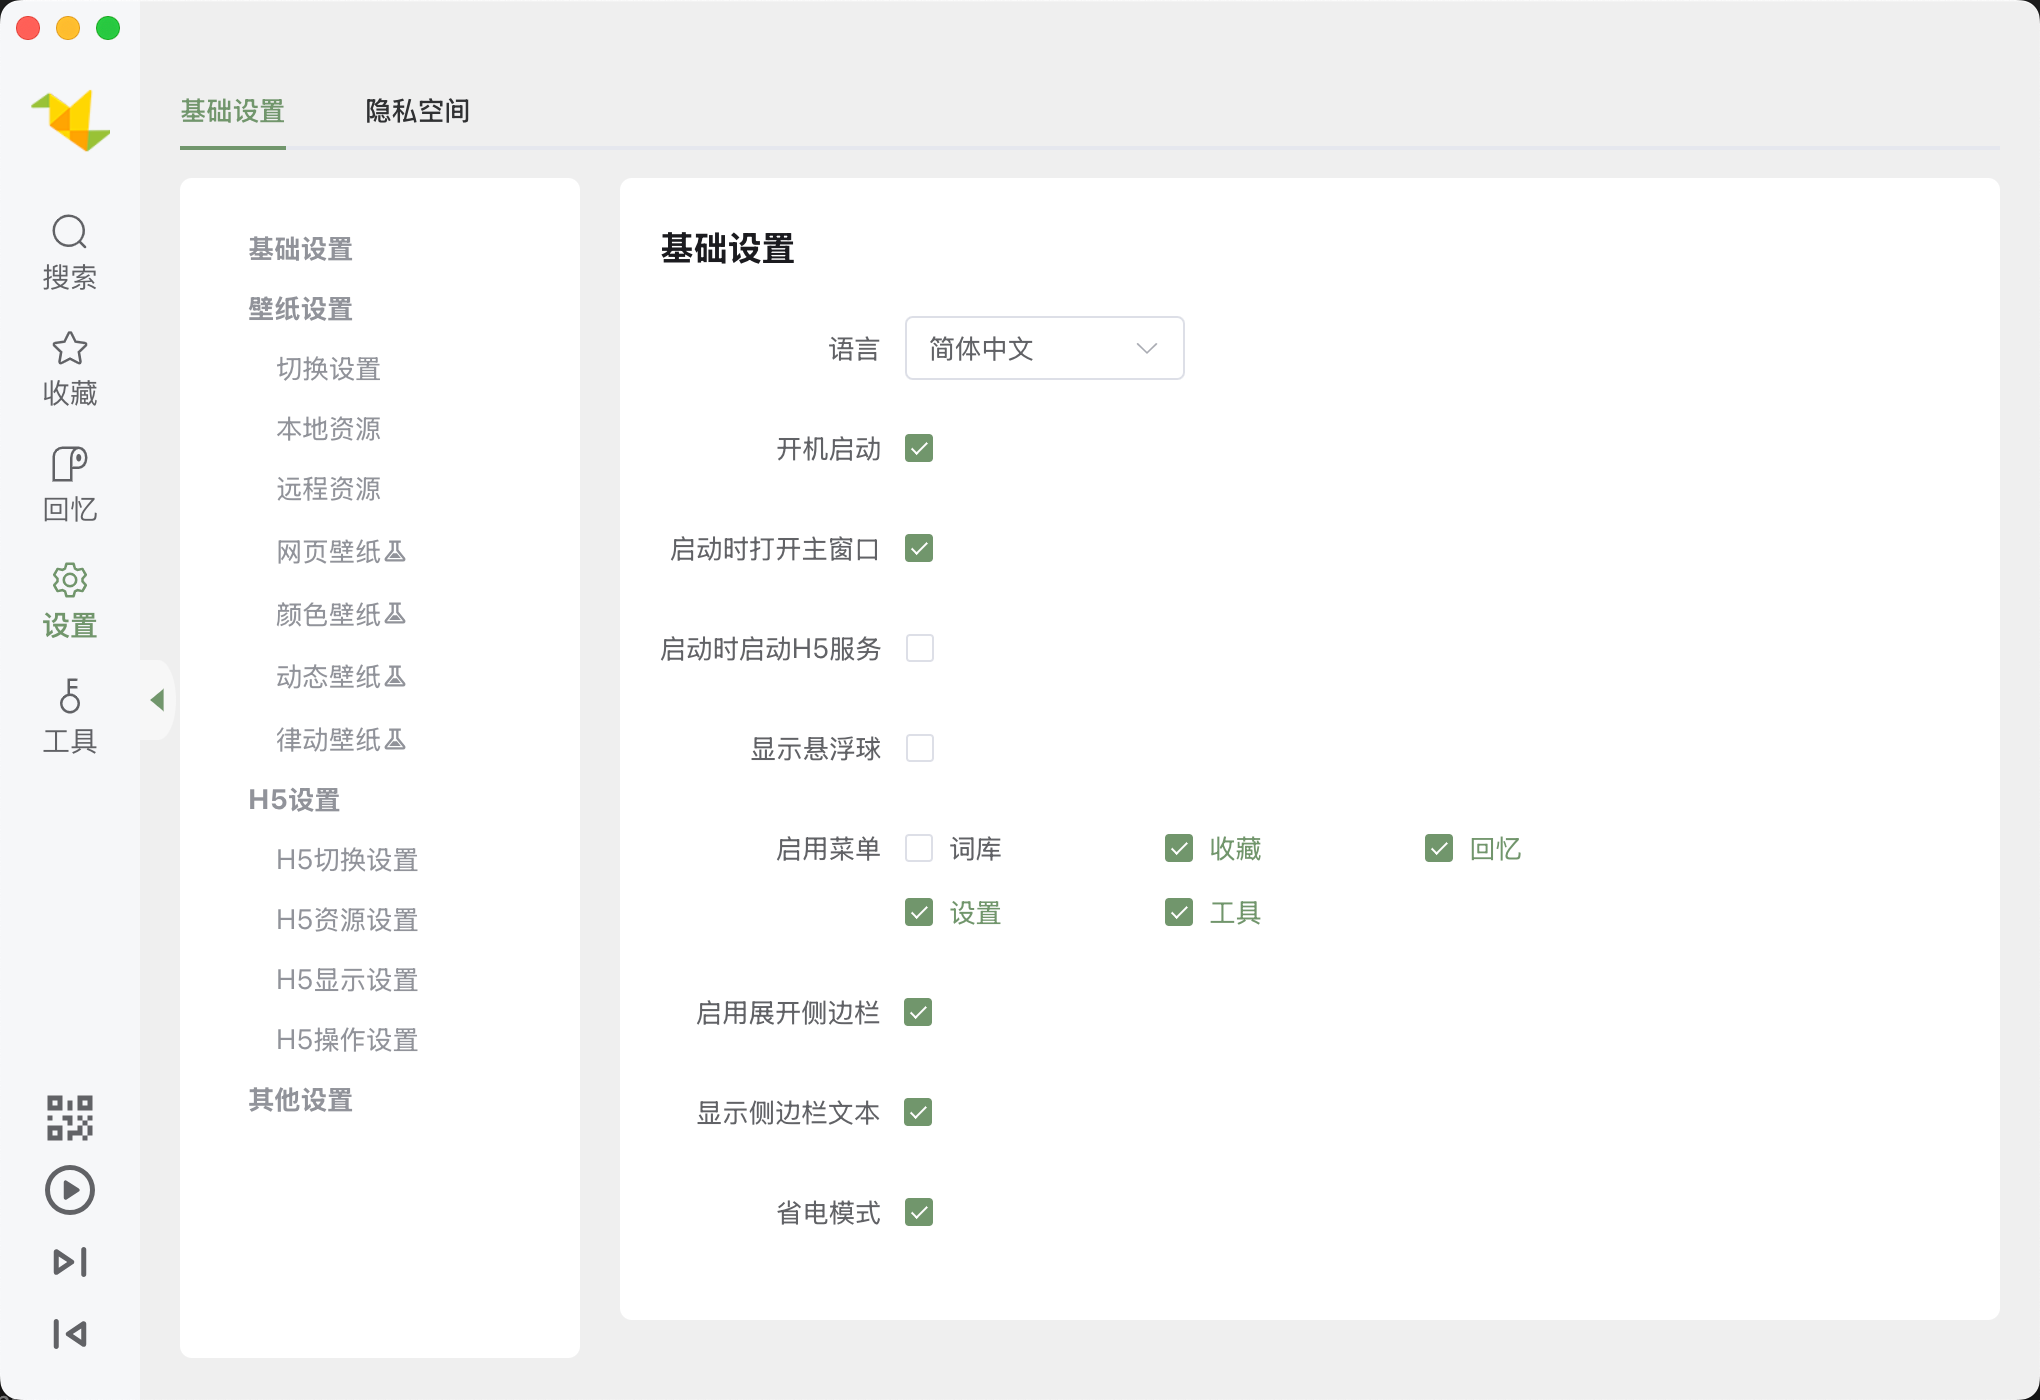 基础设置 隐私空间
搜索
收藏
回忆
设置
工具
基础设置
壁纸设置
切换设置
本地资源
远程资源
网页壁纸
颜色壁纸
动态壁纸
律动壁纸
H5设置
H5切换设置
H5资源设置
H5显示设置
H5操作设置
其他设置
基础设置
语言 简体中文
开机启动
启动时打开主窗口
启动时启动H5服务
显示悬浮球
启用菜单 词库 收藏 回忆
设置 工具
启用展开侧边栏
显示侧边栏文本
省电模式